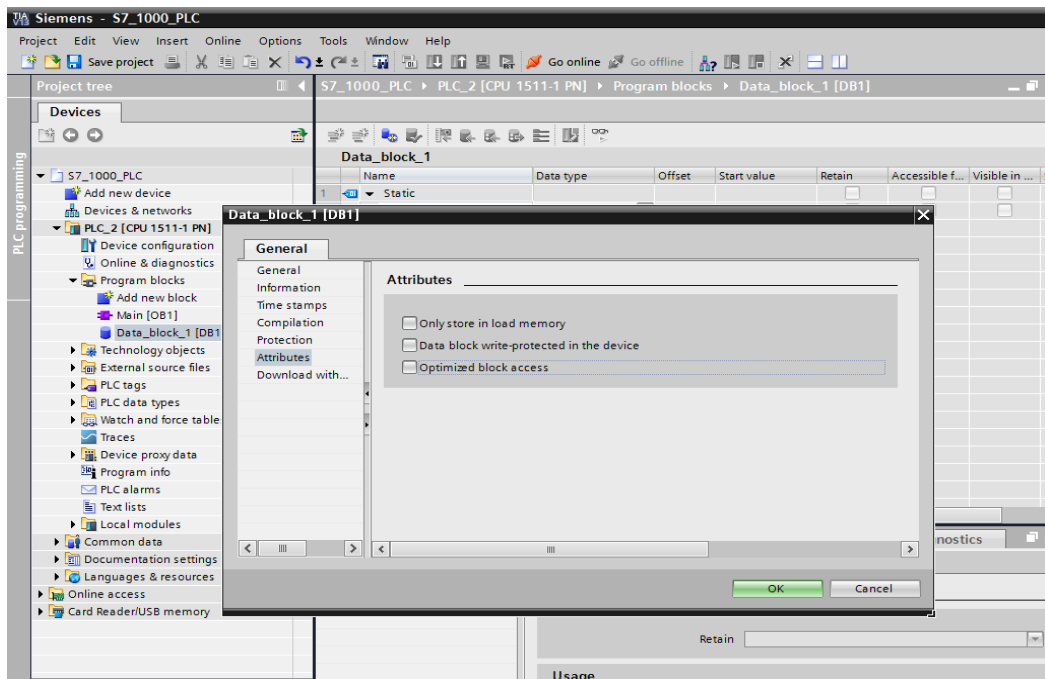 Siemens - S7_1000_PLC
Project Edit View Insert Online Options Tools Window Help
Save project Go online Go offline
Project tree
S7_1000_PLC PLC_2 [CPU 1511-1 PN] Program blocks Data_block_1 [DB1]
Devices
PLC programming
Data_block_1
Name Data type Offset Start value Retain Accessible f... Visible in ...
1 Static
S7_1000_PLC
Add new device
Devices & networks
PLC_2 [CPU 1511-1 PN]
Device configuration
Online & diagnostics
Program blocks
Add new block
Main [OB1]
Data_block_1 [DB1
Technology objects
External source files
PLC tags
PLC data types
Watch and force table
Traces
Device proxy data
Program info
PLC alarms
Text lists
Local modules
Common data
Documentation settings
Languages & resources
Online access
Card Reader/USB memory
Data_block_1 [DB1]
General
General
Information
Time stamps
Compilation
Protection
Attributes
Download with...
Attributes
Only store in load memory
Data block write-protected in the device
Optimized block access
OK Cancel
nostics
Retain
Usage